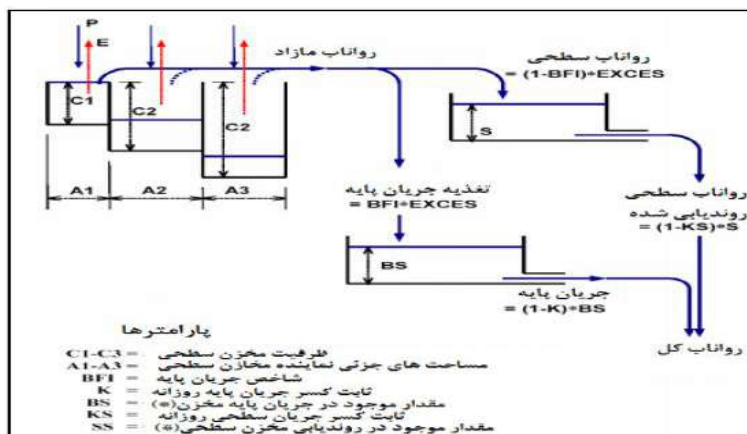 P
E
رواناب مازاد
رواناب سطحی
= (1-BFI)*EXCES
C1
C2
C2
S
A1
A2
A3
تغذیه جریان پایه
= BFI*EXCES
رواناب سطحی
روندیابی شده
= (1-KS)*S
BS
جریان پایه
= (1-K)*BS
رواناب کل
پارامترها
C1-C3 = ظرفیت مخزن سطحی
A1-A3 = مساحت های جزئی نماینده مخازن سطحی
BFI = شاخص جریان پایه
K = ثابت کسر جریان پایه روزانه
BS = مقدار موجود در جریان پایه مخزن(*)
KS = ثابت کسر جریان سطحی روزانه
SS = مقدار موجود در روندیابی مخزن سطحی(*)